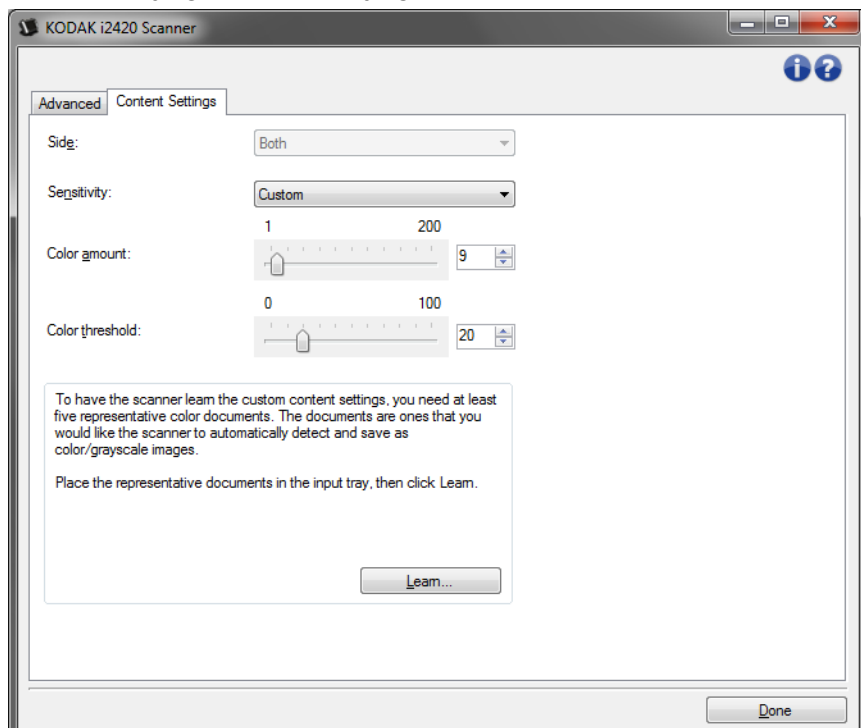 KODAK i2420 Scanner
Advanced
Content Settings
Side:
Both
Sensitivity:
Custom
1 200
Color amount:
9
0 100
Color threshold:
20
To have the scanner learn the custom content settings, you need at least
five representative color documents. The documents are ones that you
would like the scanner to automatically detect and save as
color/grayscale images.
Place the representative documents in the input tray, then click Learn.
Learn...
Done